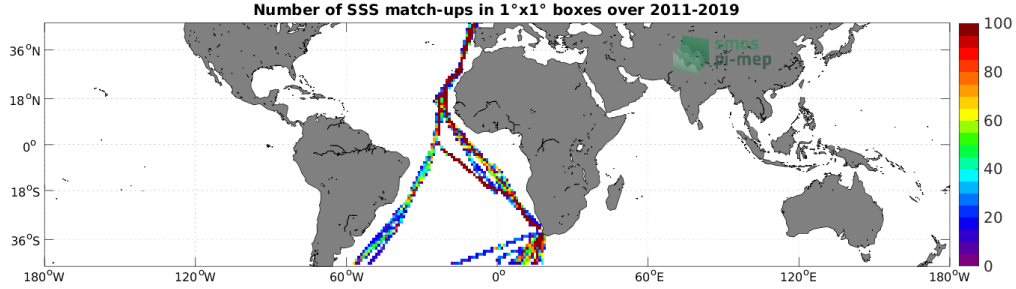 Number of SSS match-ups in 1°x1° boxes over 2011-2019
smos
pi-mep
36°N
18°N
0°
18°S
36°S
180°W
120°W
60°W
0°
60°E
120°E
180°W
100
80
60
40
20
0